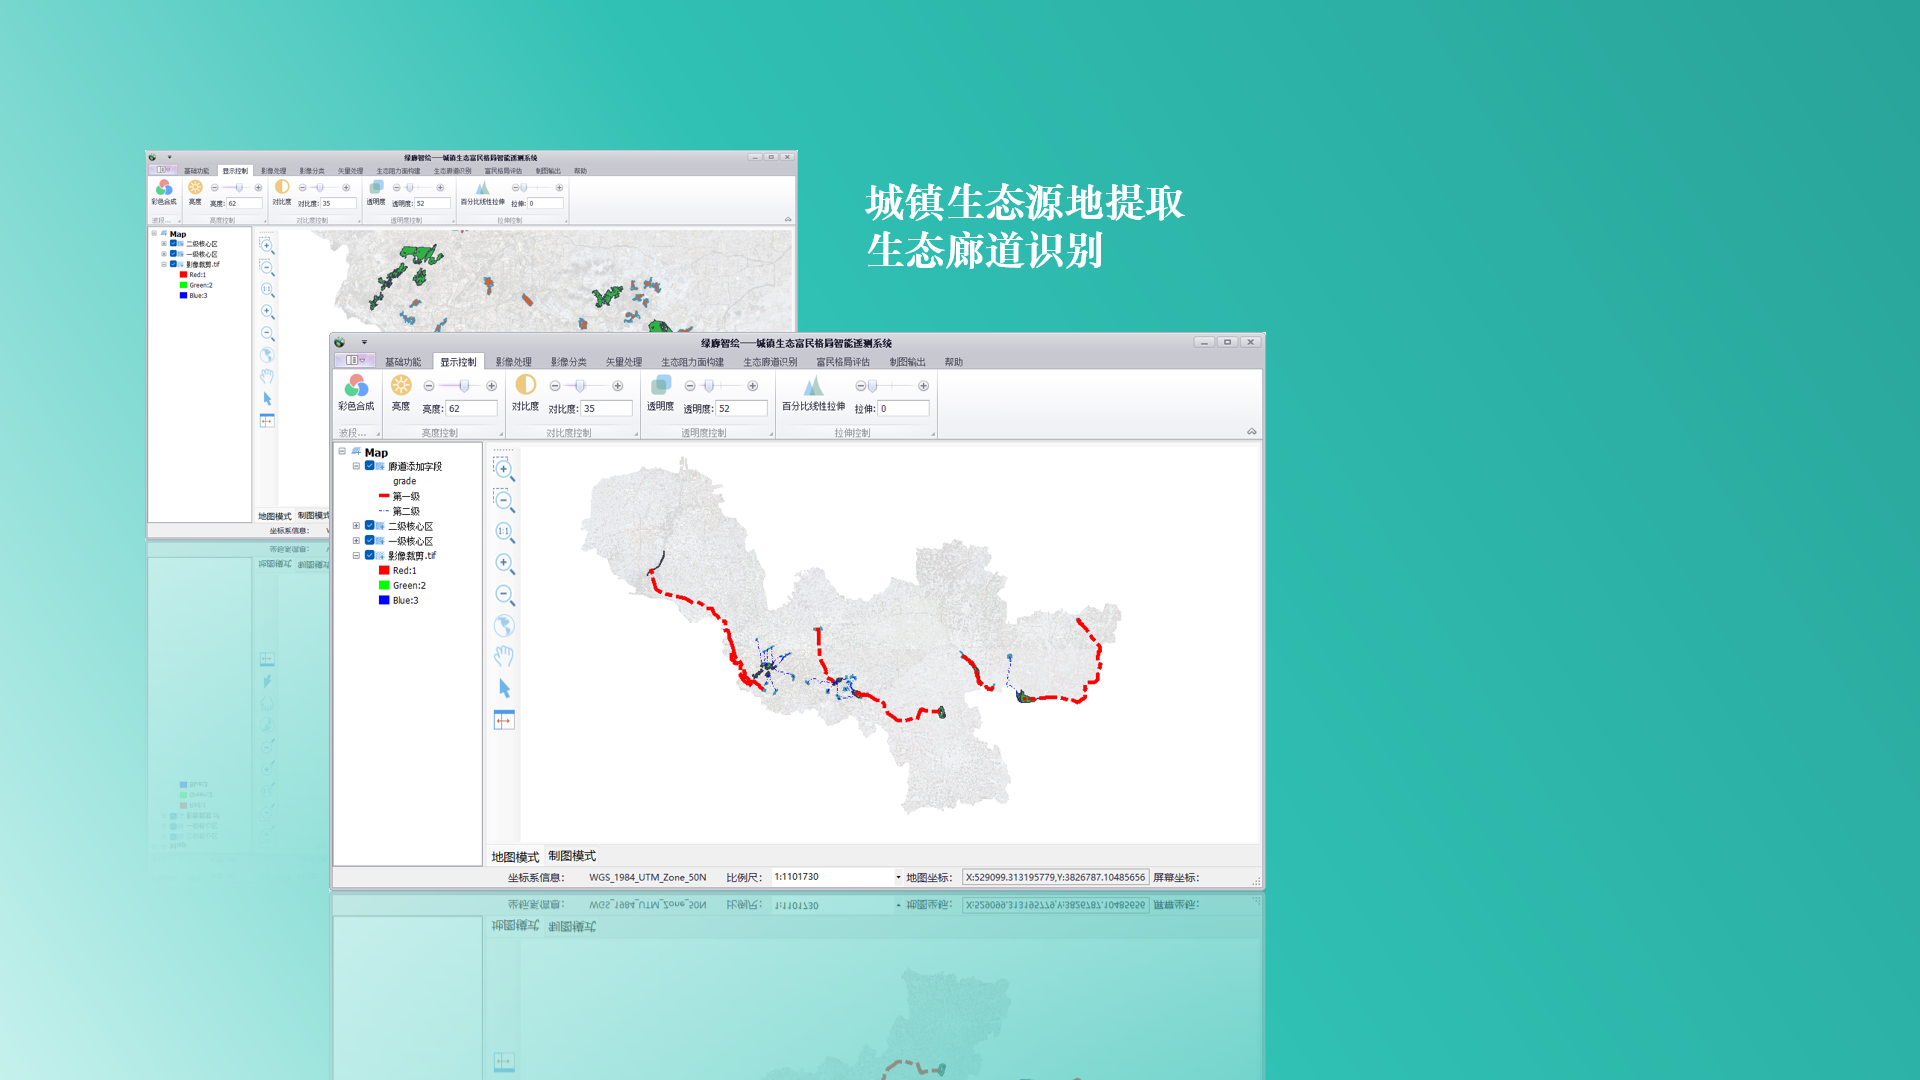 城镇生态源地提取
生态廊道识别
绿廊智绘——城镇生态富民格局智能遥测系统
基础功能 显示控制 影像处理 影像分类 矢量处理 生态阻力面构建 生态廊道识别 富民格局评估 制图输出 帮助
彩色合成 亮度 亮度: 62 对比度 对比度: 35 透明度 透明度: 52 百分比线性拉伸 拉伸: 0
波段... 亮度控制 对比度控制 透明度控制 拉伸控制
Map
二级核心区
一级核心区
影像裁剪.tif
Red:1
Green:2
Blue:3
1:1
地图模式 制图模式
坐标系信息:
绿廊智绘——城镇生态富民格局智能遥测系统
基础功能 显示控制 影像处理 影像分类 矢量处理 生态阻力面构建 生态廊道识别 富民格局评估 制图输出 帮助
彩色合成 亮度 亮度: 62 对比度 对比度: 35 透明度 透明度: 52 百分比线性拉伸 拉伸: 0
波段... 亮度控制 对比度控制 透明度控制 拉伸控制
Map
廊道添加字段
grade
第一级
第二级
二级核心区
一级核心区
影像裁剪.tif
Red:1
Green:2
Blue:3
1:1
地图模式 制图模式
坐标系信息: WGS_1984_UTM_Zone_50N 比例尺: 1:1101730 地图坐标: X:529099.313195779,Y:3826787.10485656 屏幕坐标: